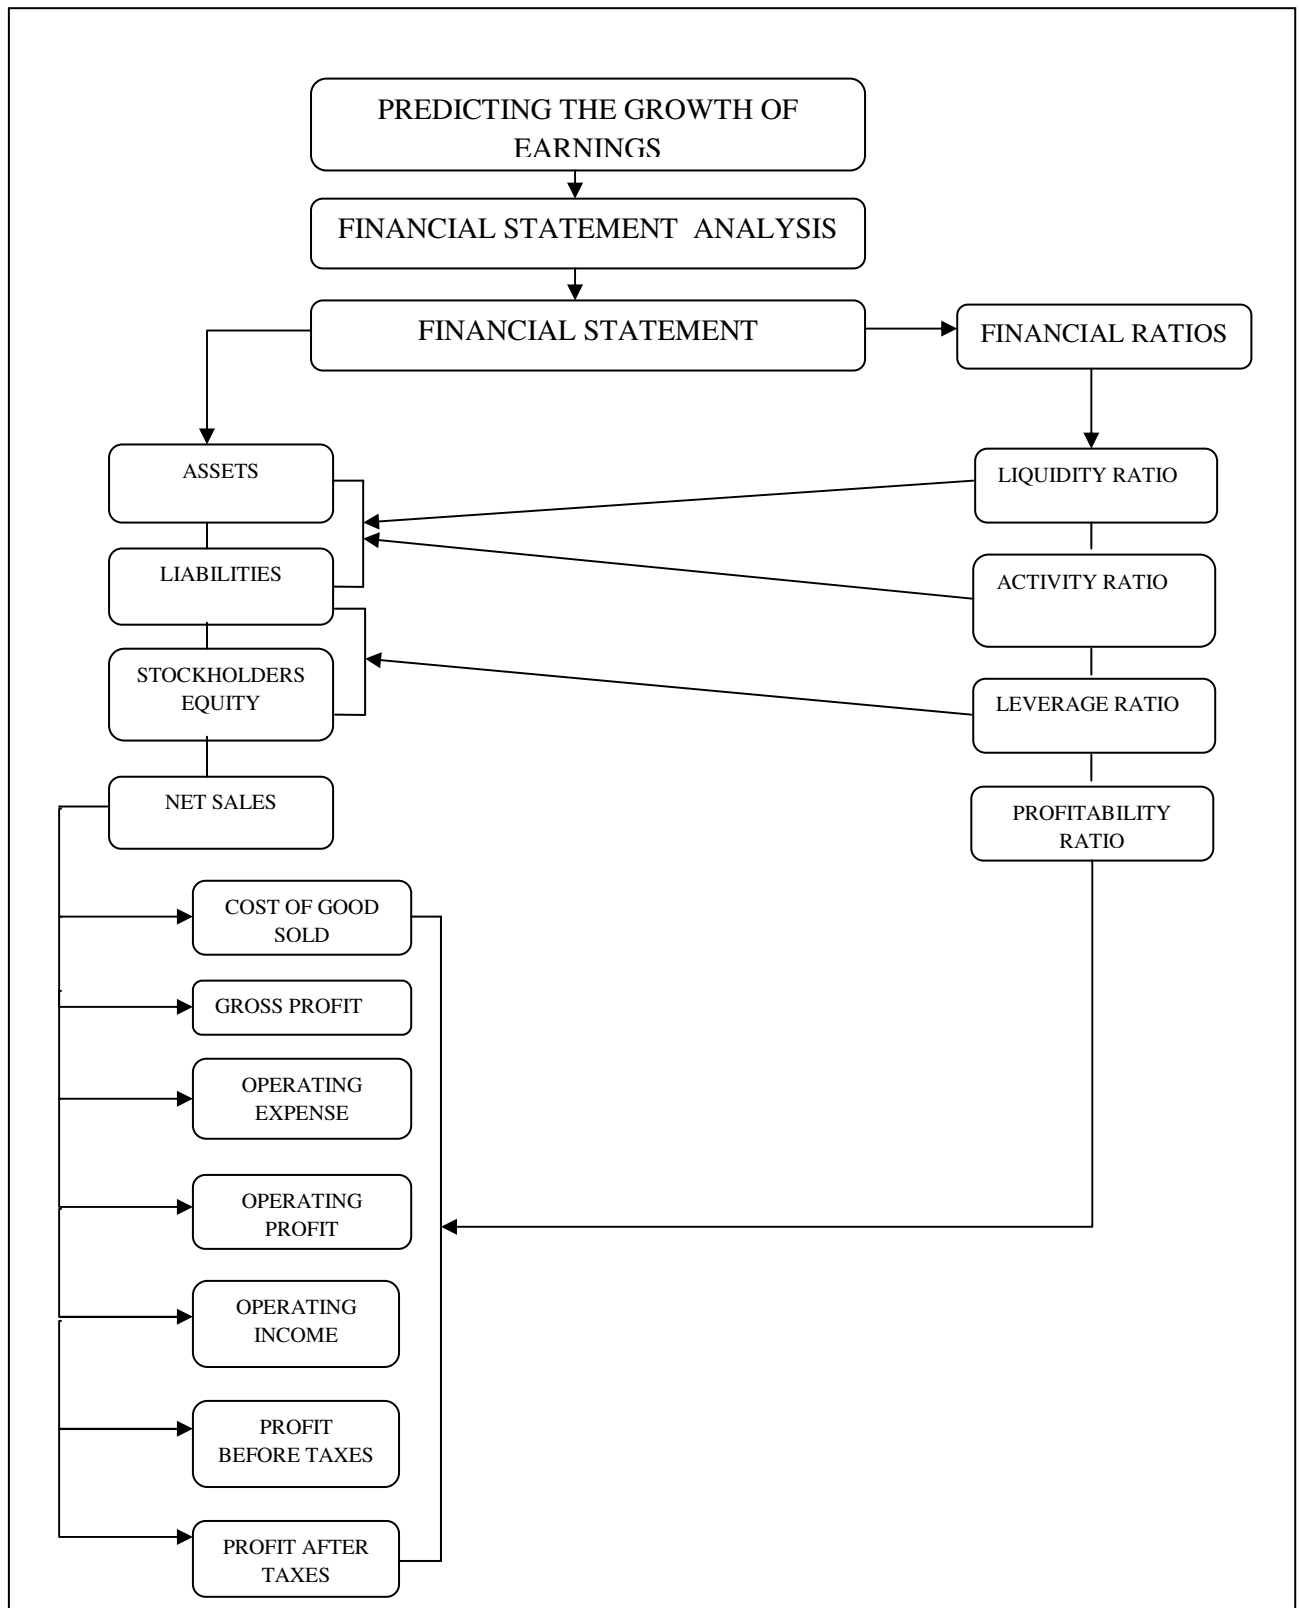 PREDICTING THE GROWTH OF
EARNINGS
FINANCIAL STATEMENT ANALYSIS
FINANCIAL STATEMENT
FINANCIAL RATIOS
ASSETS
LIABILITIES
STOCKHOLDERS
EQUITY
NET SALES
LIQUIDITY RATIO
ACTIVITY RATIO
LEVERAGE RATIO
PROFITABILITY
RATIO
COST OF GOOD
SOLD
GROSS PROFIT
OPERATING
EXPENSE
OPERATING
PROFIT
OPERATING
INCOME
PROFIT
BEFORE TAXES
PROFIT AFTER
TAXES